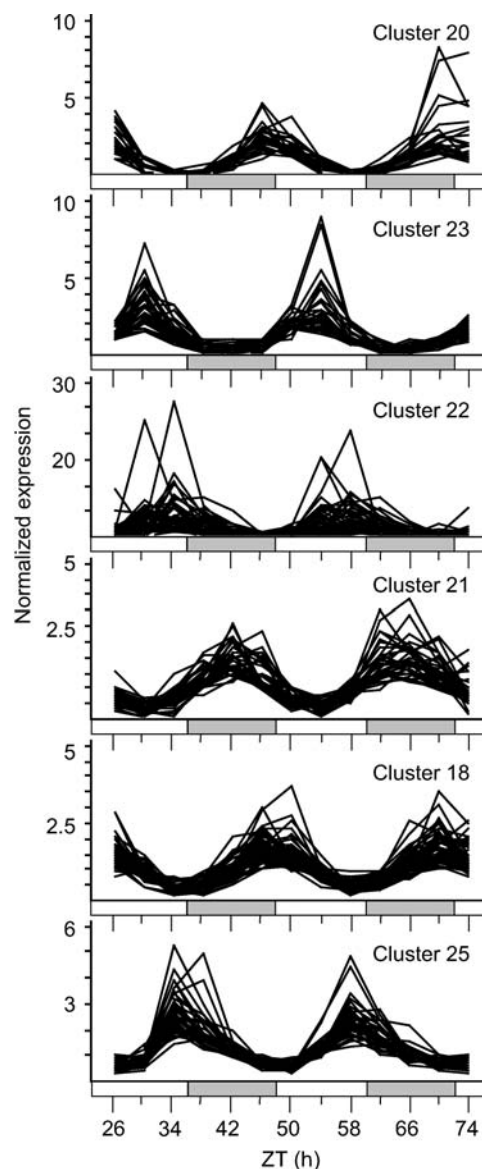 10
5
Cluster 20
10
5
Cluster 23
30
20
Cluster 22
5
2.5
Cluster 21
5
2.5
Cluster 18
6
3
Cluster 25
Normalized expression
26 34 42 50 58 66 74
ZT (h)